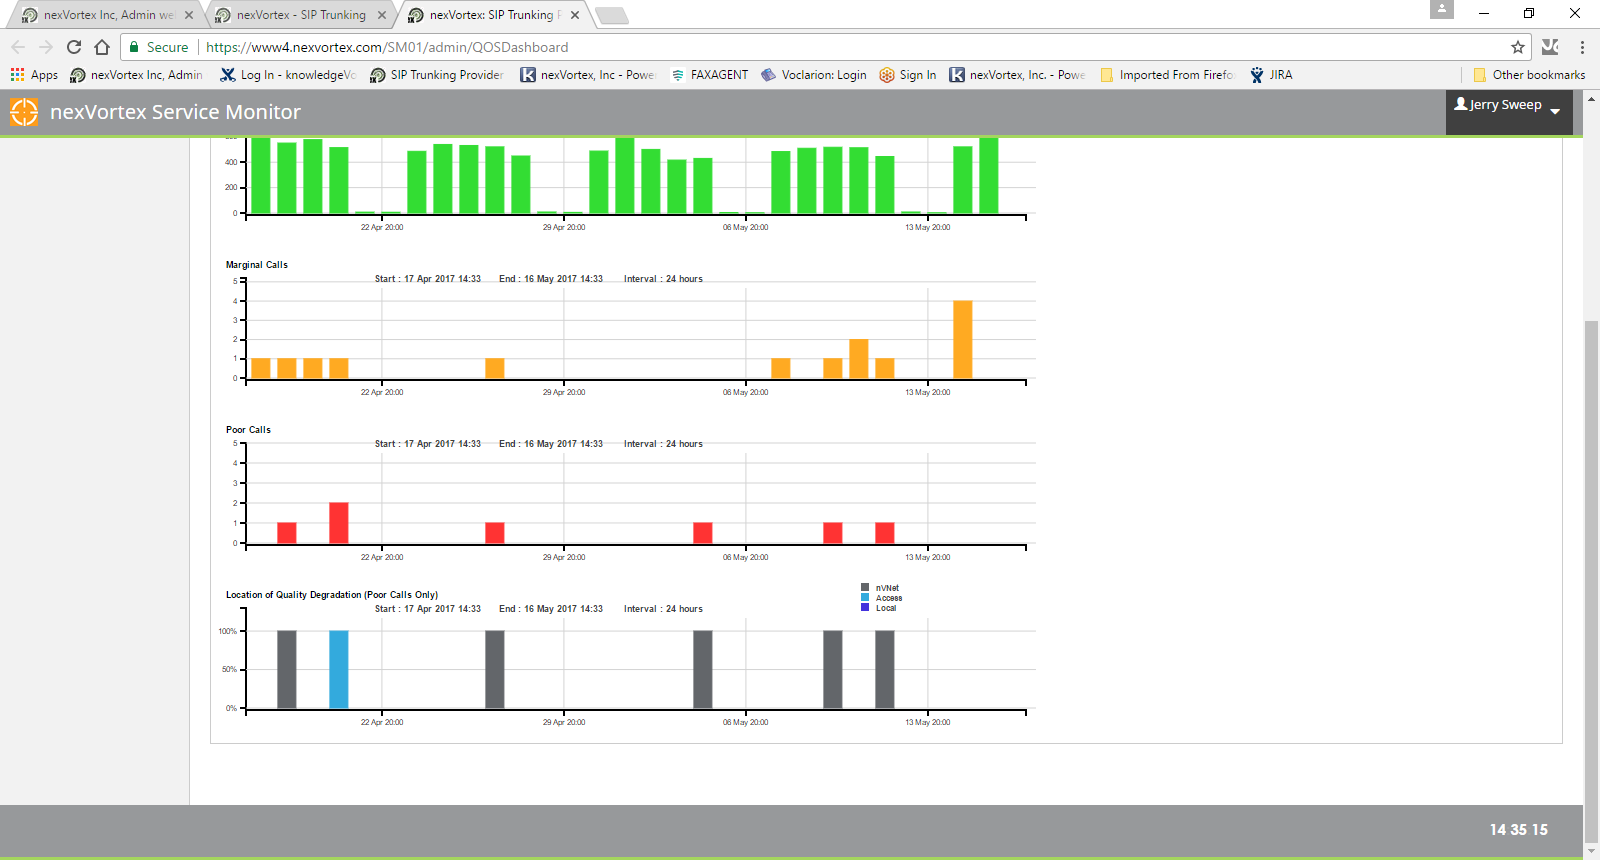 nexVortex Inc, Admin we
nexVortex - SIP Trunking
nexVortex: SIP Trunking P
Secure
https://www4.nexvortex.com/SM01/admin/QOSDashboard
Apps
nexVortex Inc, Admin
Log In - knowledgeVo
SIP Trunking Provider
nexVortex, Inc - Powe
FAXAGENT
Voclarion: Login
Sign In
nexVortex, Inc. - Powe
Imported From Firefo
JIRA
Other bookmarks
nexVortex Service Monitor
Jerry Sweep
400
200
0
22 Apr 20:00
29 Apr 20:00
06 May 20:00
13 May 20:00
Marginal Calls
Start : 17 Apr 2017 14:33 End : 16 May 2017 14:33 Interval : 24 hours
5
4
3
2
1
0
22 Apr 20:00
29 Apr 20:00
06 May 20:00
13 May 20:00
Poor Calls
Start : 17 Apr 2017 14:33 End : 16 May 2017 14:33 Interval : 24 hours
5
4
3
2
1
0
22 Apr 20:00
29 Apr 20:00
06 May 20:00
13 May 20:00
Location of Quality Degradation (Poor Calls Only)
Start : 17 Apr 2017 14:33 End : 16 May 2017 14:33 Interval : 24 hours
nVNet
Access
Local
100%
50%
0%
22 Apr 20:00
29 Apr 20:00
06 May 20:00
13 May 20:00
14 35 15